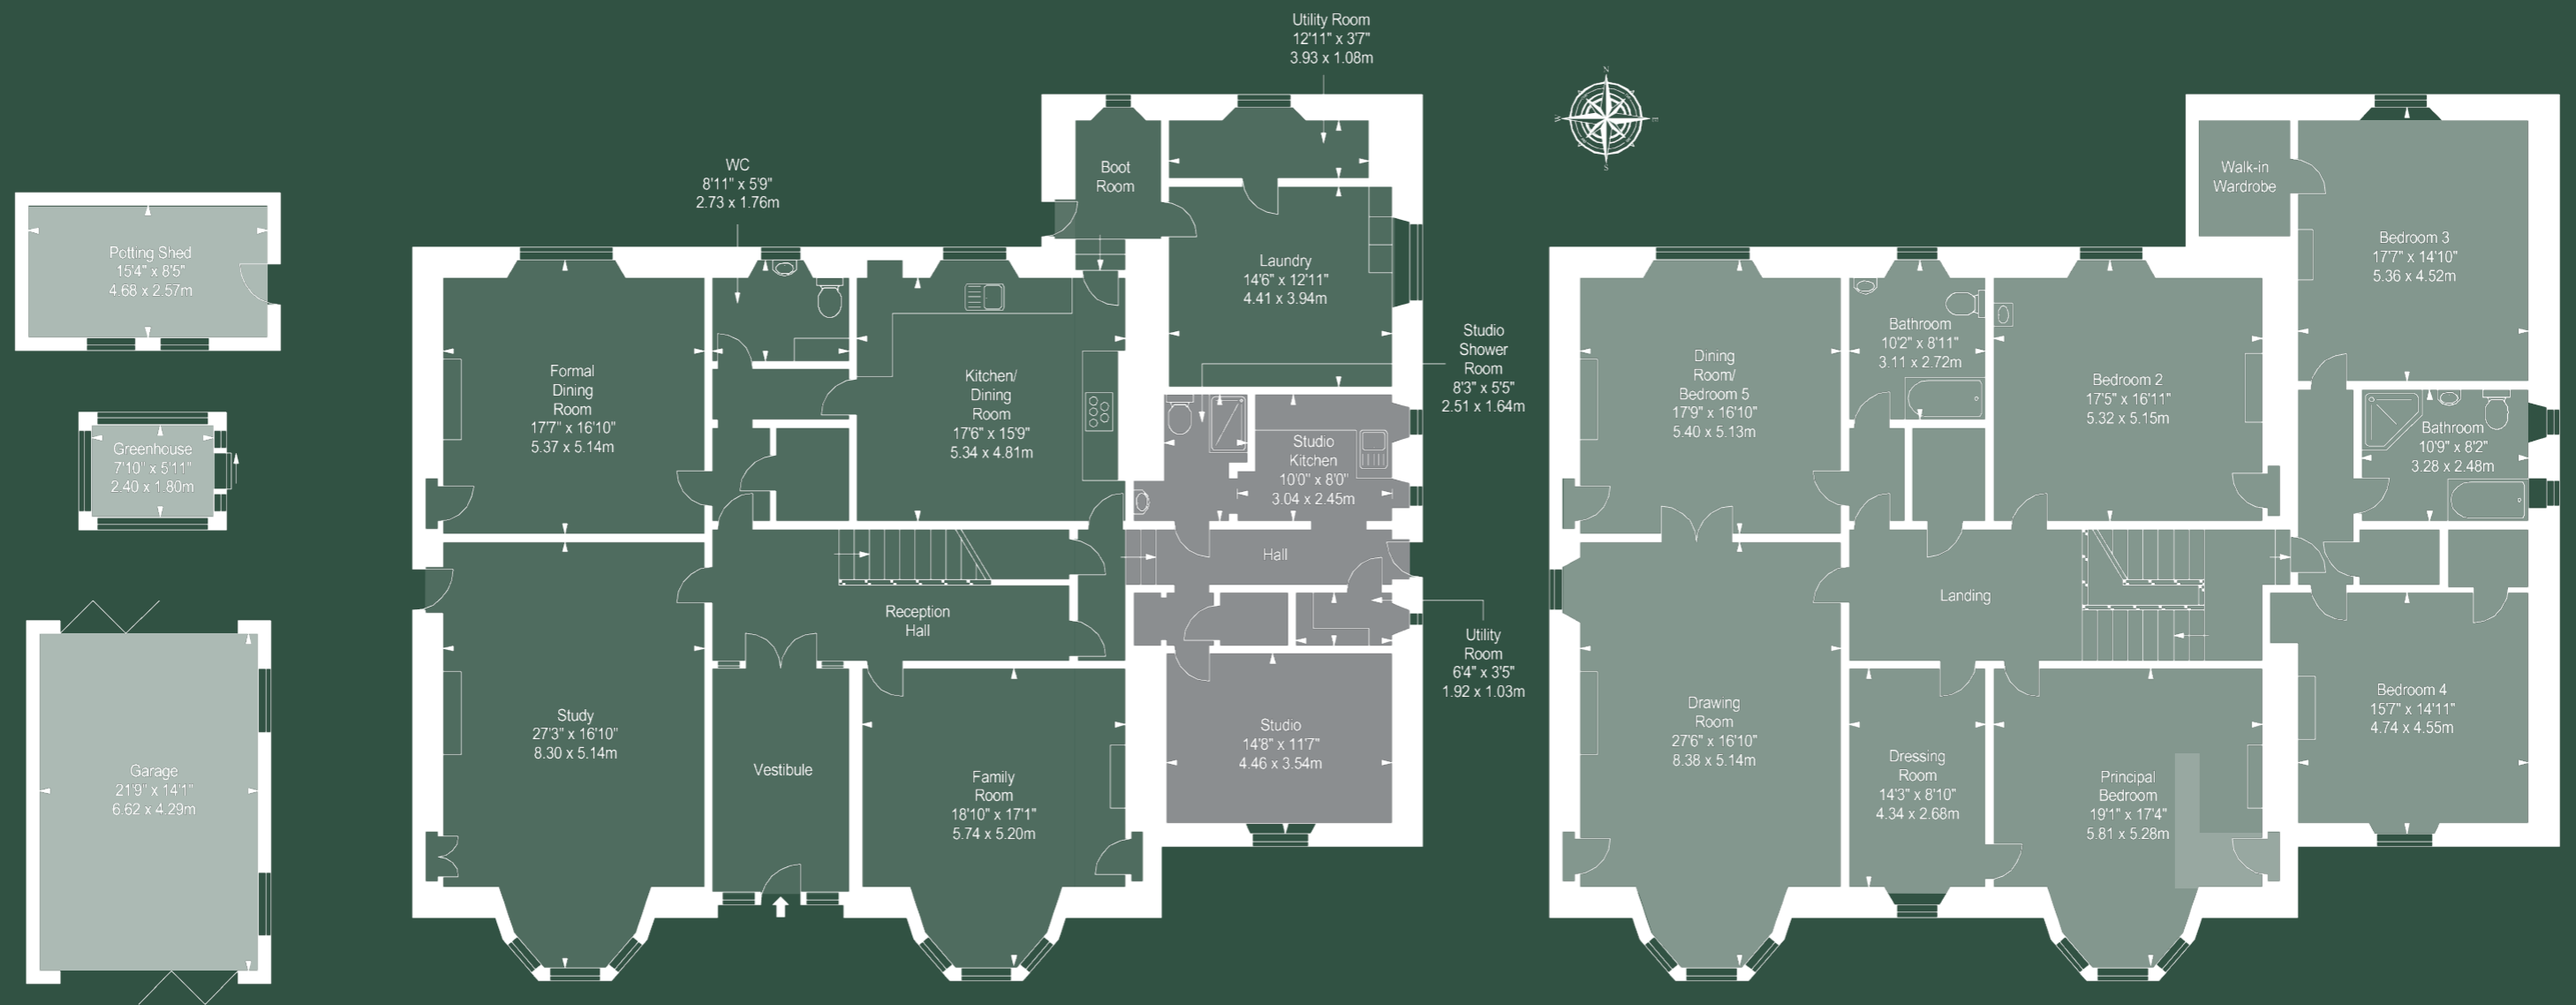 Potting Shed
15'4" x 8'5"
4.68 x 2.57m
Greenhouse
7'10" x 5'11"
2.40 x 1.80m
Garage
21'9" x 14'1"
6.62 x 4.29m
Formal
Dining
Room
17'7" x 16'10"
5.37 x 5.14m
Study
27'3" x 16'10"
8.30 x 5.14m
WC
8'11" x 5'9"
2.73 x 1.76m
Kitchen/
Dining
Room
17'6" x 15'9"
5.34 x 4.81m
Reception
Hall
Vestibule
Family
Room
18'10" x 17'1"
5.74 x 5.20m
Boot
Room
Utility Room
12'11" x 3'7"
3.93 x 1.08m
Laundry
14'6" x 12'11"
4.41 x 3.94m
Studio
Shower
Room
8'3" x 5'5"
2.51 x 1.64m
Studio
Kitchen
10'0" x 8'0"
3.04 x 2.45m
Hall
Utility
Room
6'4" x 3'5"
1.92 x 1.03m
Studio
14'8" x 11'7"
4.46 x 3.54m
N
W
E
S
Dining
Room/
Bedroom 5
17'9" x 16'10"
5.40 x 5.13m
Bathroom
10'2" x 8'11"
3.11 x 2.72m
Bedroom 2
17'5" x 16'11"
5.32 x 5.15m
Walk-in
Wardrobe
Bedroom 3
17'7" x 14'10"
5.36 x 4.52m
Bathroom
10'9" x 8'2"
3.28 x 2.48m
Landing
Drawing
Room
27'6" x 16'10"
8.38 x 5.14m
Dressing
Room
14'3" x 8'10"
4.34 x 2.68m
Principal
Bedroom
19'1" x 17'4"
5.81 x 5.28m
Bedroom 4
15'7" x 14'11"
4.74 x 4.55m